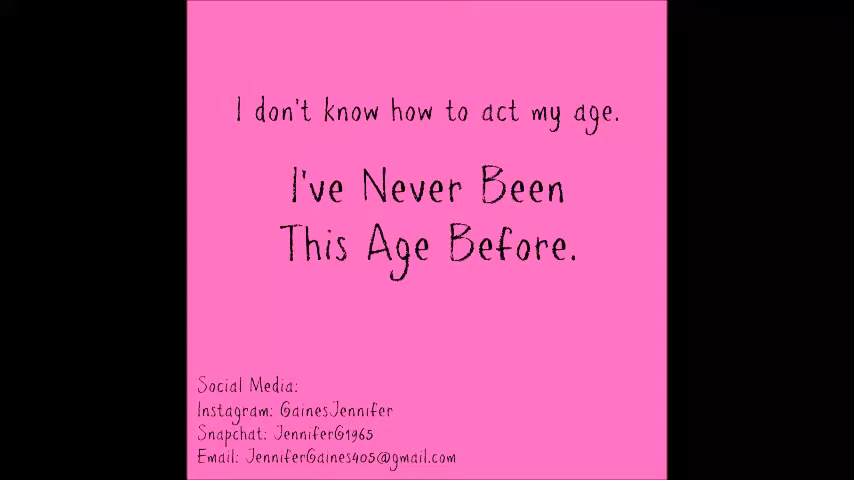 I don't know how to act my age.
I've Never Been
This Age Before.
Social Media:
Instagram: GainesJennifer
Snapchat: JenniferG1965
Email: JenniferGaines405@gmail.com